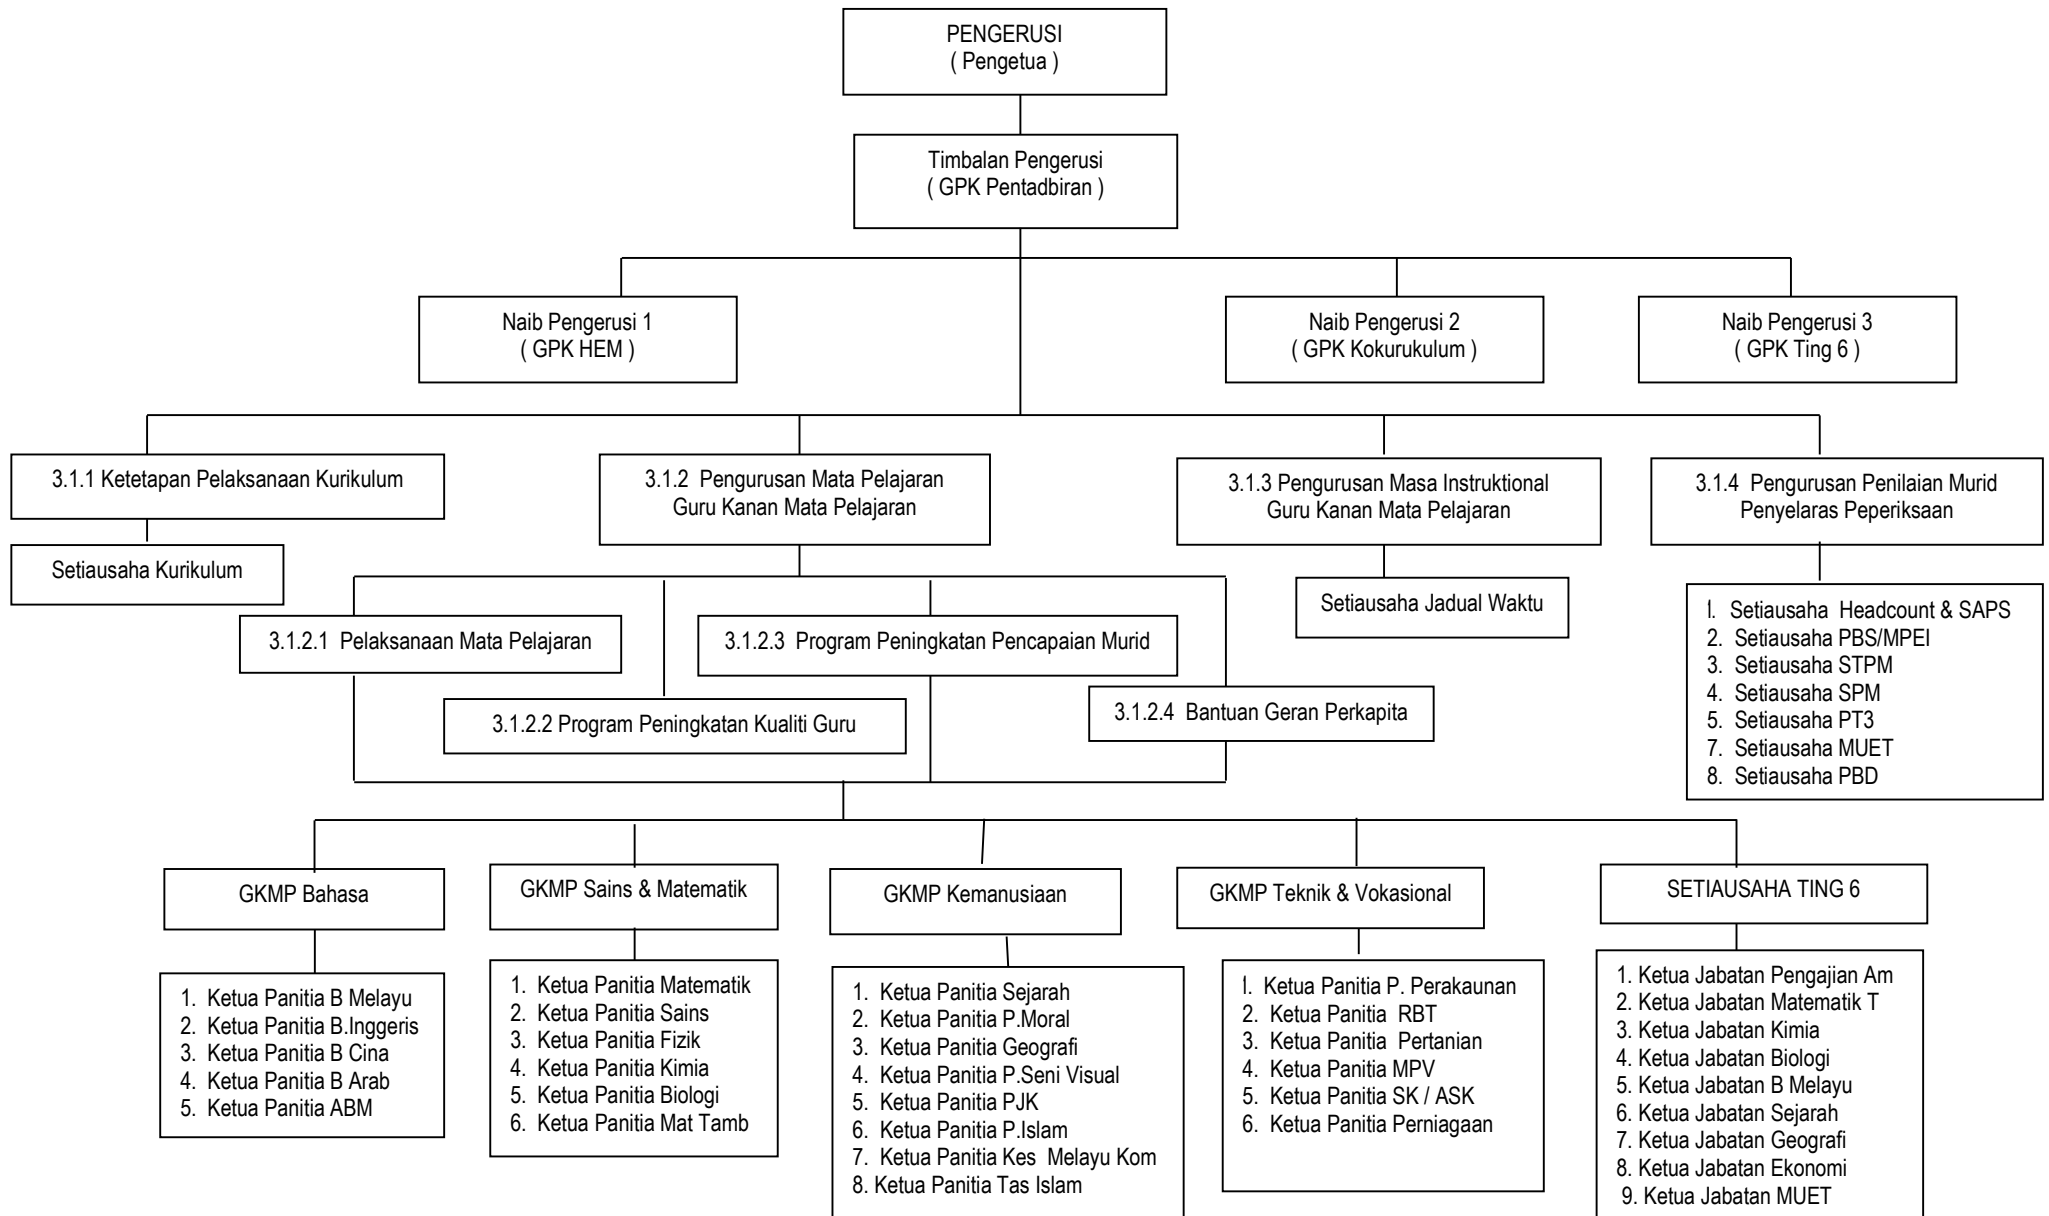 PENGERUSI
( Pengetua )
Timbalan Pengerusi
( GPK Pentadbiran )
Naib Pengerusi 1
( GPK HEM )
Naib Pengerusi 2
( GPK Kokurukulum )
Naib Pengerusi 3
( GPK Ting 6 )
3.1.1 Ketetapan Pelaksanaan Kurikulum
Setiausaha Kurikulum
3.1.2 Pengurusan Mata Pelajaran
Guru Kanan Mata Pelajaran
3.1.3 Pengurusan Masa Instruktional
Guru Kanan Mata Pelajaran
Setiausaha Jadual Waktu
3.1.4 Pengurusan Penilaian Murid
Penyelaras Peperiksaan
1. Setiausaha Headcount & SAPS
2. Setiausaha PBS/MPEI
3. Setiausaha STPM
4. Setiausaha SPM
5. Setiausaha PT3
7. Setiausaha MUET
8. Setiausaha PBD
3.1.2.1 Pelaksanaan Mata Pelajaran
3.1.2.2 Program Peningkatan Kualiti Guru
3.1.2.3 Program Peningkatan Pencapaian Murid
3.1.2.4 Bantuan Geran Perkapita
GKMP Bahasa
1. Ketua Panitia B Melayu
2. Ketua Panitia B.Inggeris
3. Ketua Panitia B Cina
4. Ketua Panitia B Arab
5. Ketua Panitia ABM
GKMP Sains & Matematik
1. Ketua Panitia Matematik
2. Ketua Panitia Sains
3. Ketua Panitia Fizik
4. Ketua Panitia Kimia
5. Ketua Panitia Biologi
6. Ketua Panitia Mat Tamb
GKMP Kemanusiaan
1. Ketua Panitia Sejarah
2. Ketua Panitia P.Moral
3. Ketua Panitia Geografi
4. Ketua Panitia P.Seni Visual
5. Ketua Panitia PJK
6. Ketua Panitia P.Islam
7. Ketua Panitia Kes Melayu Kom
8. Ketua Panitia Tas Islam
GKMP Teknik & Vokasional
1. Ketua Panitia P. Perakaunan
2. Ketua Panitia RBT
3. Ketua Panitia Pertanian
4. Ketua Panitia MPV
5. Ketua Panitia SK / ASK
6. Ketua Panitia Perniagaan
SETIAUSAHA TING 6
1. Ketua Jabatan Pengajian Am
2. Ketua Jabatan Matematik T
3. Ketua Jabatan Kimia
4. Ketua Jabatan Biologi
5. Ketua Jabatan B Melayu
6. Ketua Jabatan Sejarah
7. Ketua Jabatan Geografi
8. Ketua Jabatan Ekonomi
9. Ketua Jabatan MUET